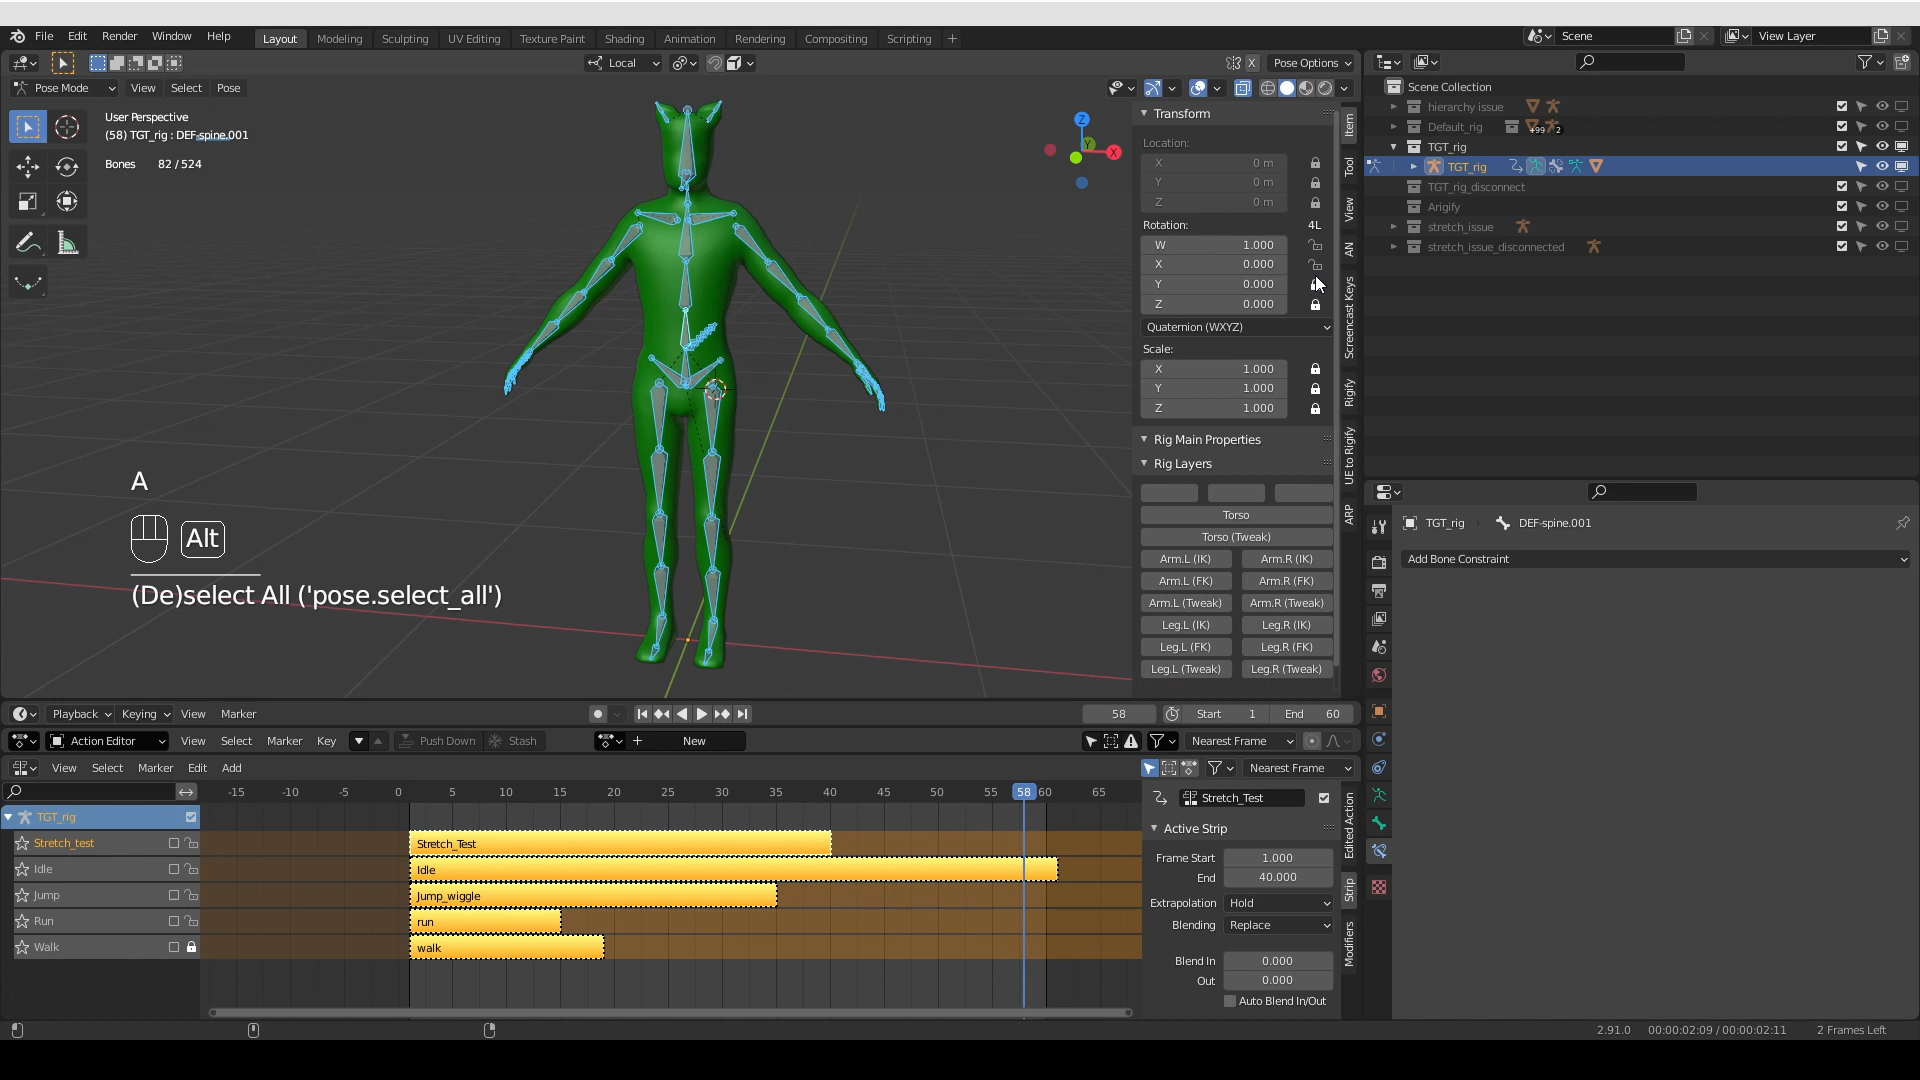 File Edit Render Window Help Layout Modeling Sculpting UV Editing Texture Paint Shading Animation Rendering Compositing Scripting + Scene View Layer
Local X Pose Options
Pose Mode View Select Pose
User Perspective
(58) TGT_rig : DEF-spine.001
Bones 82 / 524
Z
Y
X
A
Alt
(De)select All ('pose.select_all')
Transform
Location:
X 0 m
Y 0 m
Z 0 m
Rotation: 4L
W 1.000
X 0.000
Y 0.000
Z 0.000
Quaternion (WXYZ)
Scale:
X 1.000
Y 1.000
Z 1.000
Rig Main Properties
Rig Layers
Torso
Torso (Tweak)
Arm.L (IK) Arm.R (IK)
Arm.L (FK) Arm.R (FK)
Arm.L (Tweak) Arm.R (Tweak)
Leg.L (IK) Leg.R (IK)
Leg.L (FK) Leg.R (FK)
Leg.L (Tweak) Leg.R (Tweak)
Item
Tool
View
AN
Screencast Keys
Rigify
UE to Rigify
ARP
Scene Collection
hierarchy issue
Default_rig +99 2
TGT_rig
TGT_rig
TGT_rig_disconnect
Arigify
stretch_issue
stretch_issue_disconnected
TGT_rig DEF-spine.001
Add Bone Constraint
Playback Keying View Marker 58 Start 1 End 60
Action Editor View Select Marker Key Push Down Stash + New Nearest Frame
View Select Marker Edit Add Nearest Frame
-15 -10 -5 0 5 10 15 20 25 30 35 40 45 50 55 58 60 65
TGT_rig
Stretch_test Stretch_Test
Idle Idle
Jump Jump_wiggle
Run run
Walk walk
Stretch_Test
Active Strip
Frame Start 1.000
End 40.000
Extrapolation Hold
Blending Replace
Blend In 0.000
Out 0.000
Auto Blend In/Out
Edited Action
Strip
Modifiers
2.91.0 00:00:02:09 / 00:00:02:11 2 Frames Left